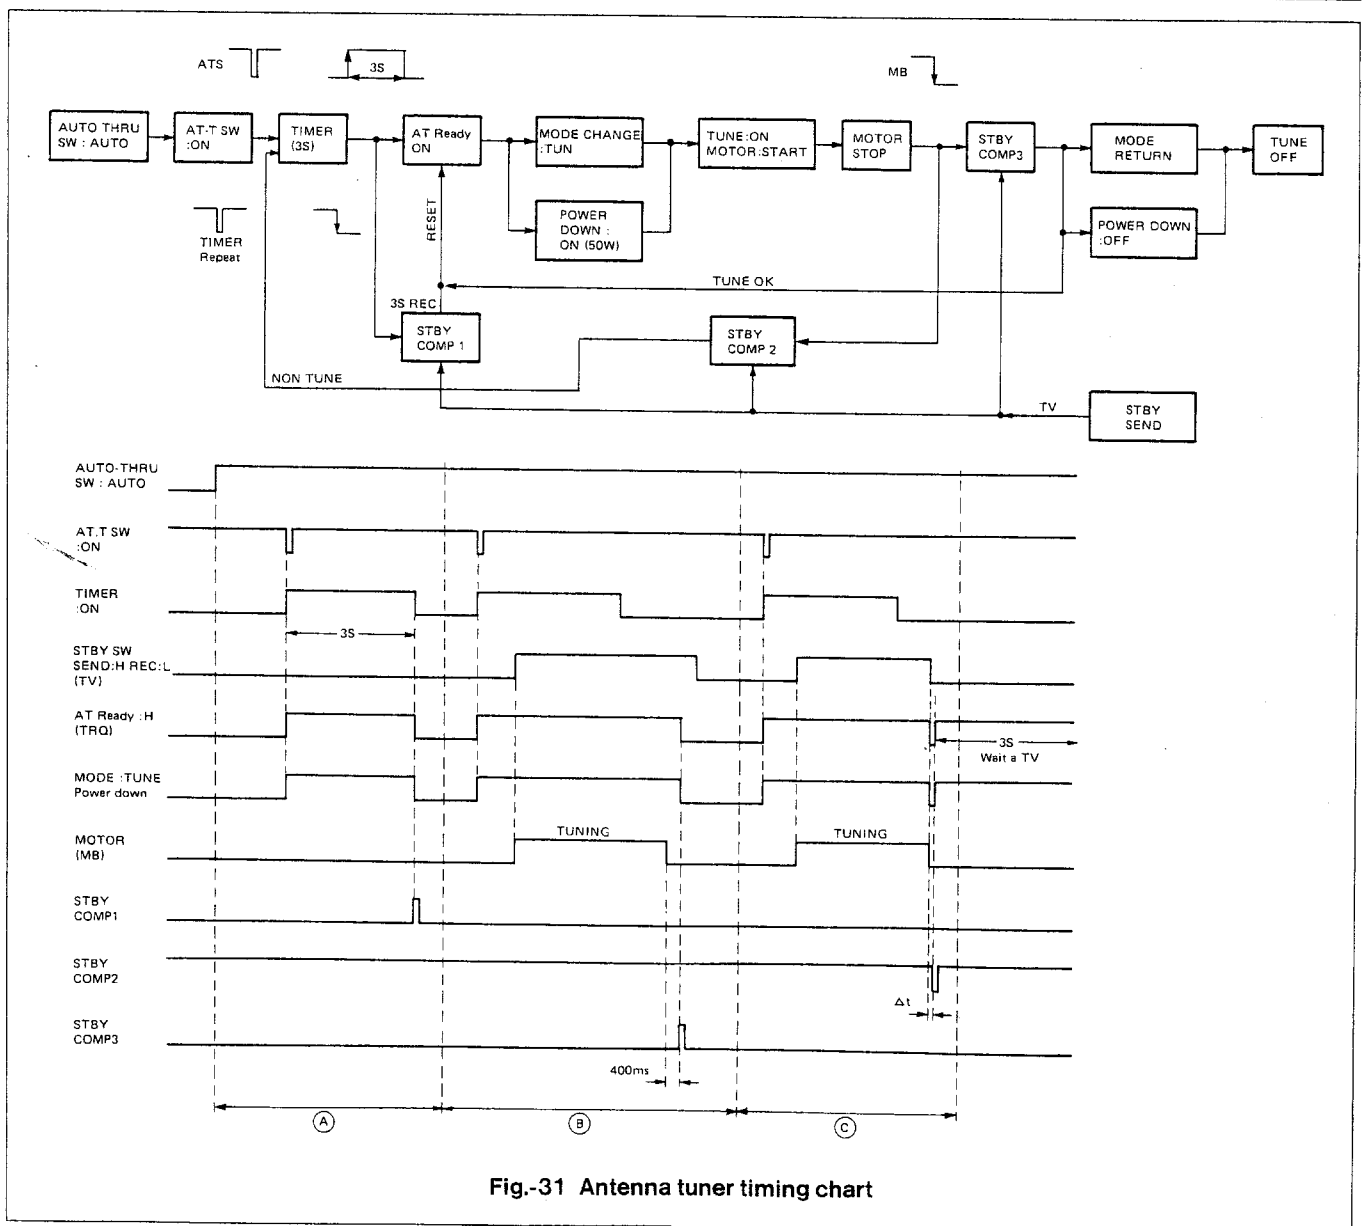 ATS
3S
MB
AUTO THRU
SW : AUTO
AT-T SW
:ON
TIMER
(3S)
AT Ready
ON
MODE CHANGE
:TUN
TUNE:ON
MOTOR:START
MOTOR
STOP
STBY
COMP3
MODE
RETURN
TUNE
OFF
TIMER
Repeat
RESET
POWER
DOWN :
ON (50W)
POWER DOWN
:OFF
TUNE OK
3S REC
STBY
COMP 1
STBY
COMP 2
NON TUNE
TV
STBY
SEND
AUTO-THRU
SW : AUTO
AT.T SW
:ON
TIMER
:ON
3S
STBY SW
SEND:H REC:L
(TV)
AT Ready :H
(TRQ)
3S
Wait a TV
MODE :TUNE
Power down
MOTOR
(MB)
TUNING
TUNING
STBY
COMP1
STBY
COMP2
Δt
STBY
COMP3
400ms
A
B
C
Fig.-31 Antenna tuner timing chart